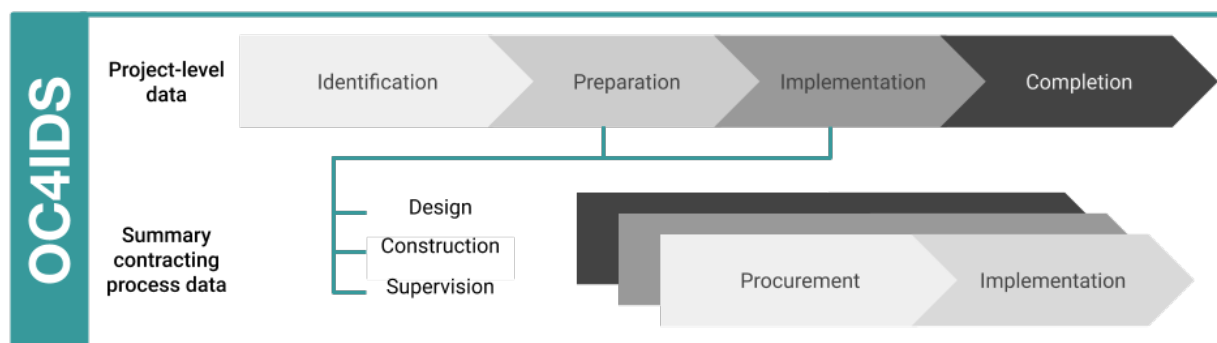 OC4IDS
Project-level
data
Identification
Preparation
Implementation
Completion
Summary
contracting
process data
Design
Construction
Supervision
Procurement
Implementation